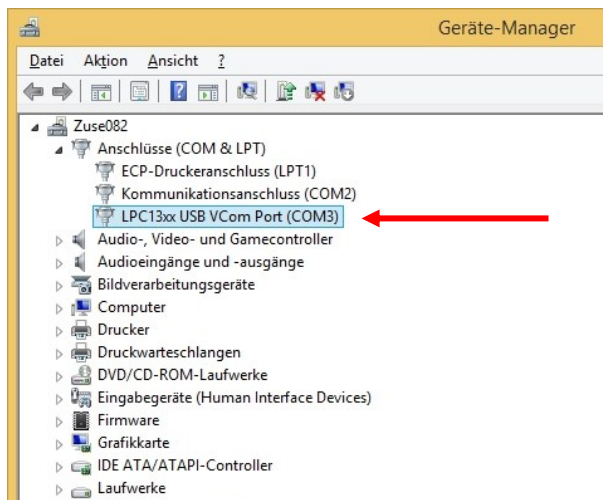 Geräte-Manager
Datei Aktion Ansicht ?
?
Zuse082
Anschlüsse (COM & LPT)
ECP-Druckeranschluss (LPT1)
Kommunikationsanschluss (COM2)
LPC13xx USB VCom Port (COM3)
Audio-, Video- und Gamecontroller
Audioeingänge und -ausgänge
Bildverarbeitungsgeräte
Computer
Drucker
Druckwarteschlangen
DVD/CD-ROM-Laufwerke
Eingabegeräte (Human Interface Devices)
Firmware
Grafikkarte
IDE ATA/ATAPI-Controller
Laufwerke